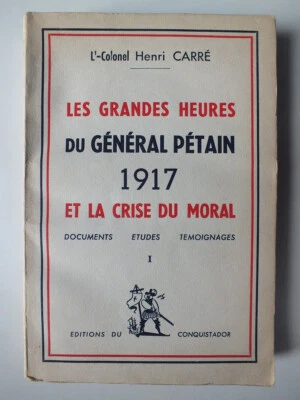 Lt-Colonel Henri CARRÉ
LES GRANDES HEURES
DU GÉNÉRAL PÉTAIN
1917
ET LA CRISE DU MORAL
DOCUMENTS ETUDES TEMOIGNAGES
I
EDITIONS DU CONQUISTADOR